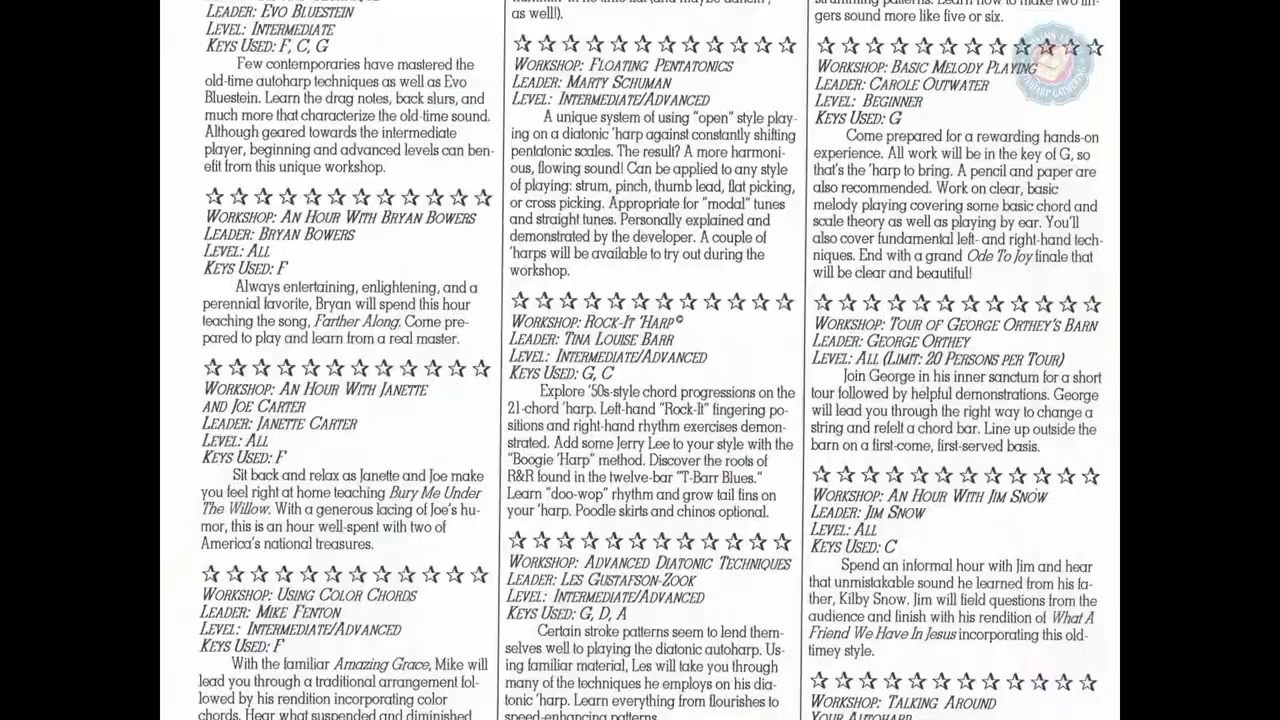 LEADER: EVO BLUESTEIN
LEVEL: INTERMEDIATE
KEYS USED: F, C, G
Few contemporaries have mastered the
old-time autoharp techniques as well as Evo
Bluestein. Learn the drag notes, back slurs, and
much more that characterize the old-time sound.
Although geared towards the intermediate
player, beginning and advanced levels can ben-
efit from this unique workshop.
☆ ☆ ☆ ☆ ☆ ☆ ☆ ☆ ☆ ☆ ☆ ☆
WORKSHOP: AN HOUR WITH BRYAN BOWERS
LEADER: BRYAN BOWERS
LEVEL: ALL
KEYS USED: F
Always entertaining, enlightening, and a
perennial favorite, Bryan will spend this hour
teaching the song, Farther Along. Come pre-
pared to play and learn from a real master.
☆ ☆ ☆ ☆ ☆ ☆ ☆ ☆ ☆ ☆ ☆ ☆
WORKSHOP: AN HOUR WITH JANETTE
AND JOE CARTER
LEADER: JANETTE CARTER
LEVEL: ALL
KEYS USED: F
Sit back and relax as Janette and Joe make
you feel right at home teaching Bury Me Under
The Willow. With a generous lacing of Joe's hu-
mor, this is an hour well-spent with two of
America's national treasures.
☆ ☆ ☆ ☆ ☆ ☆ ☆ ☆ ☆ ☆ ☆ ☆
WORKSHOP: USING COLOR CHORDS
LEADER: MIKE FENTON
LEVEL: INTERMEDIATE/ADVANCED
KEYS USED: F
With the familiar Amazing Grace, Mike will
lead you through a traditional arrangement fol-
lowed by his rendition incorporating color
chords. Hear what suspended and diminished
as well!).
☆ ☆ ☆ ☆ ☆ ☆ ☆ ☆ ☆ ☆ ☆ ☆
WORKSHOP: FLOATING PENTATONICS
LEADER: MARTY SCHUMAN
LEVEL: INTERMEDIATE/ADVANCED
A unique system of using "open" style play-
ing on a diatonic 'harp against constantly shifting
pentatonic scales. The result? A more harmoni-
ous, flowing sound! Can be applied to any style
of playing: strum, pinch, thumb lead, flat picking,
or cross picking. Appropriate for "modal" tunes
and straight tunes. Personally explained and
demonstrated by the developer. A couple of
'harps will be available to try out during the
workshop.
☆ ☆ ☆ ☆ ☆ ☆ ☆ ☆ ☆ ☆ ☆ ☆
WORKSHOP: ROCK-IT 'HARP©
LEADER: TINA LOUISE BARR
LEVEL: INTERMEDIATE/ADVANCED
KEYS USED: G, C
Explore '50s-style chord progressions on the
21-chord 'harp. Left-hand "Rock-It" fingering po-
sitions and right-hand rhythm exercises demon-
strated. Add some Jerry Lee to your style with the
"Boogie 'Harp" method. Discover the roots of
R&R found in the twelve-bar "T-Barr Blues."
Learn "doo-wop" rhythm and grow tail fins on
your 'harp. Poodle skirts and chinos optional.
☆ ☆ ☆ ☆ ☆ ☆ ☆ ☆ ☆ ☆ ☆ ☆
WORKSHOP: ADVANCED DIATONIC TECHNIQUES
LEADER: LES GUSTAFSON-ZOOK
LEVEL: INTERMEDIATE/ADVANCED
KEYS USED: G, D, A
Certain stroke patterns seem to lend them-
selves well to playing the diatonic autoharp. Us-
ing familiar material, Les will take you through
many of the techniques he employs on his dia-
tonic 'harp. Learn everything from flourishes to
speed-enhancing patterns.
strumming patterns. Learn how to make two fin-
gers sound more like five or six.
☆ ☆ ☆ ☆ ☆ ☆ ☆ ☆ ☆ ☆ ☆ ☆
WORKSHOP: BASIC MELODY PLAYING
LEADER: CAROLE OUTWATER
LEVEL: BEGINNER
KEYS USED: G
Come prepared for a rewarding hands-on
experience. All work will be in the key of G, so
that's the 'harp to bring. A pencil and paper are
also recommended. Work on clear, basic
melody playing covering some basic chord and
scale theory as well as playing by ear. You'll
also cover fundamental left- and right-hand tech-
niques. End with a grand Ode To Joy finale that
will be clear and beautiful!
☆ ☆ ☆ ☆ ☆ ☆ ☆ ☆ ☆ ☆ ☆ ☆
WORKSHOP: TOUR OF GEORGE ORTHEY'S BARN
LEADER: GEORGE ORTHEY
LEVEL: ALL (LIMIT: 20 PERSONS PER TOUR)
Join George in his inner sanctum for a short
tour followed by helpful demonstrations. George
will lead you through the right way to change a
string and refelt a chord bar. Line up outside the
barn on a first-come, first-served basis.
☆ ☆ ☆ ☆ ☆ ☆ ☆ ☆ ☆ ☆ ☆ ☆
WORKSHOP: AN HOUR WITH JIM SNOW
LEADER: JIM SNOW
LEVEL: ALL
KEYS USED: C
Spend an informal hour with Jim and hear
that unmistakable sound he learned from his fa-
ther, Kilby Snow. Jim will field questions from the
audience and finish with his rendition of What A
Friend We Have In Jesus incorporating this old-
timey style.
☆ ☆ ☆ ☆ ☆ ☆ ☆ ☆ ☆ ☆ ☆ ☆
WORKSHOP: TALKING AROUND
YOUR AUTOHARP